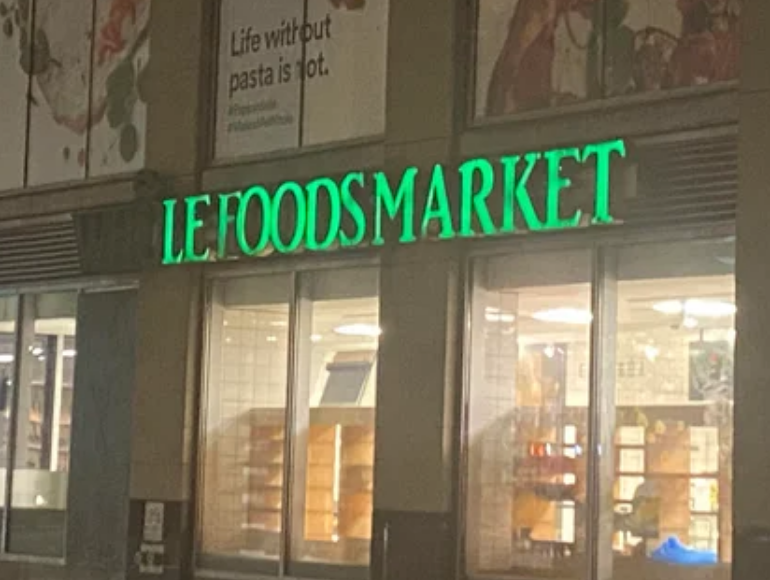 Life without
pasta is not.
LE FOODS MARKET